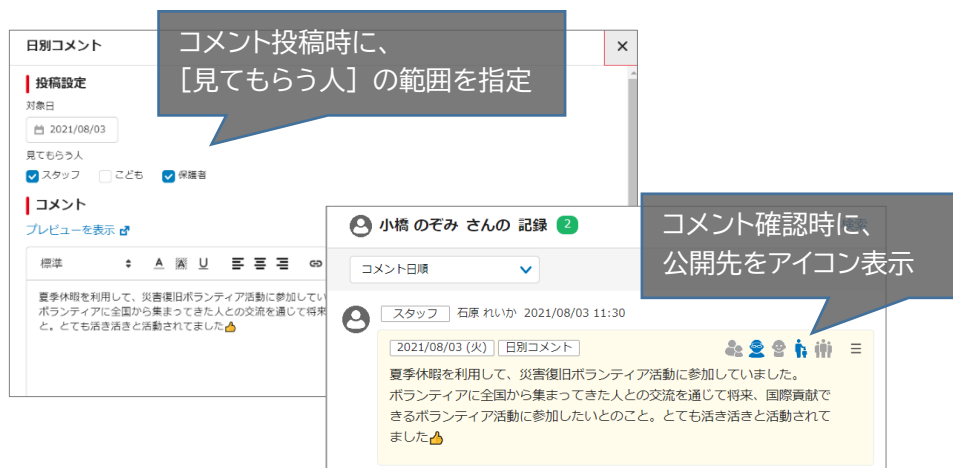 日別コメント
コメント投稿時に、
[見てもらう人] の範囲を指定
投稿設定
対象日
2021/08/03
見てもらう人
スタッフ こども 保護者
コメント
プレビューを表示
標準 A A U
夏季休暇を利用して、災害復旧ボランティア活動に参加してい
ボランティアに全国から集まってきた人との交流を通じて将来
と。とても活き活きと活動されてました👍
小橋 のぞみ さんの 記録 2
コメント確認時に、
公開先をアイコン表示
コメント日順
スタッフ 石原 れいか 2021/08/03 11:30
2021/08/03 (火) 日別コメント
夏季休暇を利用して、災害復旧ボランティア活動に参加していました。
ボランティアに全国から集まってきた人との交流を通じて将来、国際貢献で
きるボランティア活動に参加したいとのこと。とても活き活きと活動されて
ました👍